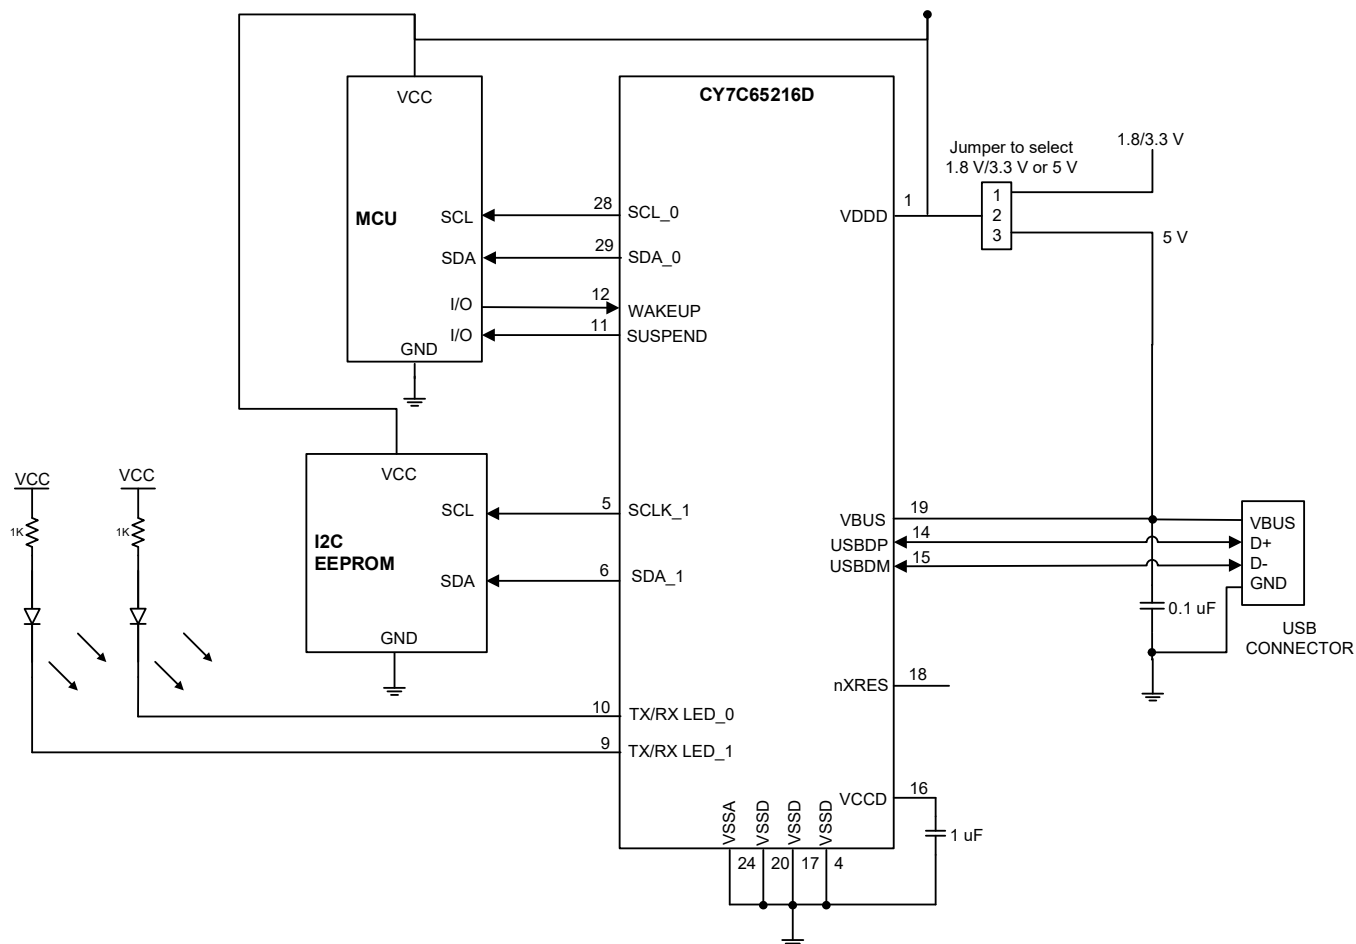 CY7C65216D
VCC
MCU
SCL
SDA
I/O
I/O
GND
28
29
12
11
SCL_0
SDA_0
WAKEUP
SUSPEND
VDDD
1
Jumper to select
1.8 V/3.3 V or 5 V
1
2
3
1.8/3.3 V
5 V
VCC
1K
VCC
1K
VCC
I2C
EEPROM
SCL
SDA
GND
5
6
SCLK_1
SDA_1
VBUS
USBDP
USBDM
19
14
15
VBUS
D+
D-
GND
0.1 uF
USB
CONNECTOR
nXRES
18
10
9
TX/RX LED_0
TX/RX LED_1
VCCD
16
1 uF
VSSA
VSSD
VSSD
VSSD
24
20
17
4